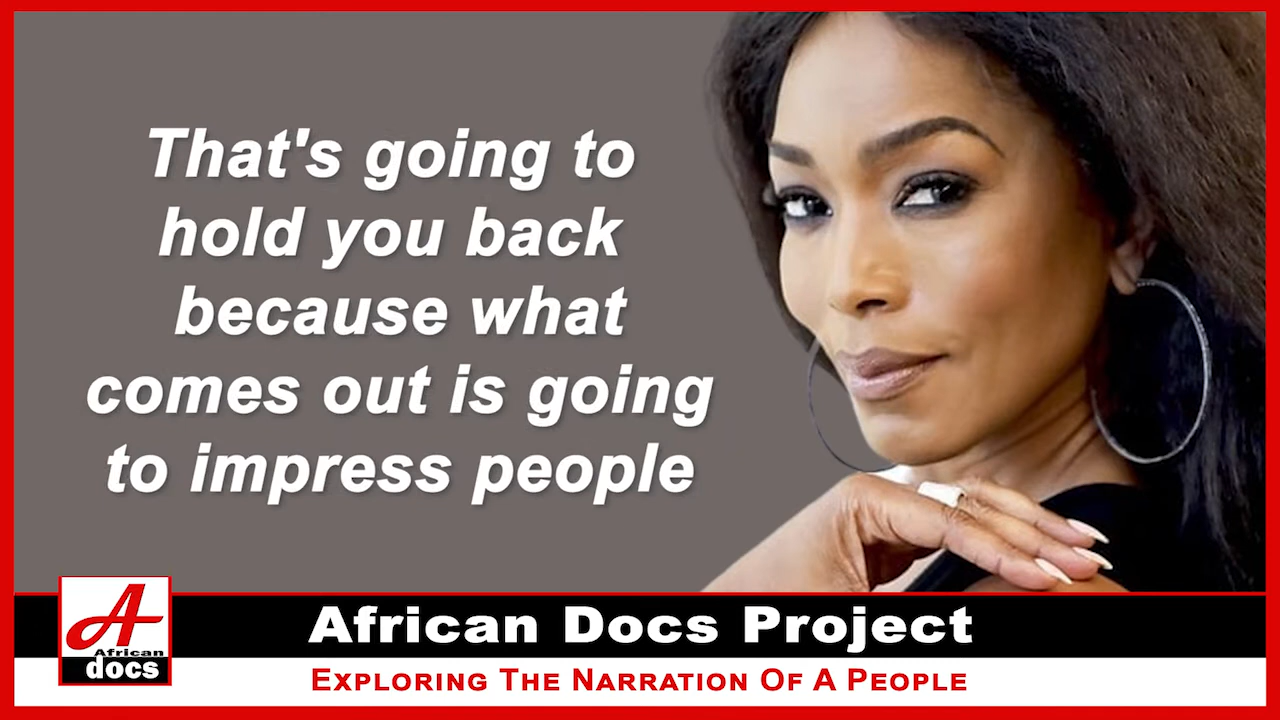 That's going to
hold you back
because what
comes out is going
to impress people
African Docs Project
Exploring The Narration Of A People
A
African
docs